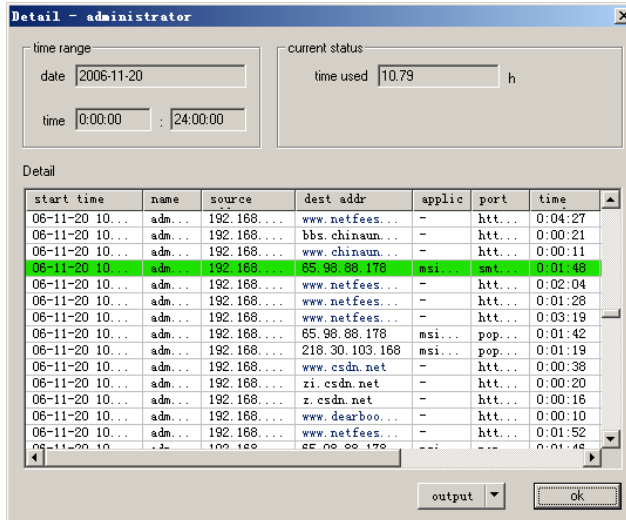 Detail - administrator
time range
date 2006-11-20
time 0:00:00 : 24:00:00
current status
time used 10.79 h
Detail
start time name source dest addr applic port time
06-11-20 10... adm... 192.168.... www.netfees... - htt... 0:04:27
06-11-20 10... adm... 192.168.... bbs.chinaun... - htt... 0:00:21
06-11-20 10... adm... 192.168.... www.chinaun... - htt... 0:00:11
06-11-20 10... adm... 192.168.... 65.98.88.178 msi... smt... 0:01:48
06-11-20 10... adm... 192.168.... www.netfees... - htt... 0:02:04
06-11-20 10... adm... 192.168.... www.netfees... - htt... 0:01:28
06-11-20 10... adm... 192.168.... www.netfees... - htt... 0:03:19
06-11-20 10... adm... 192.168.... 65.98.88.178 msi... pop... 0:01:42
06-11-20 10... adm... 192.168.... 218.30.103.168 msi... pop... 0:01:19
06-11-20 10... adm... 192.168.... www.csdn.net - htt... 0:00:38
06-11-20 10... adm... 192.168.... zi.csdn.net - htt... 0:00:20
06-11-20 10... adm... 192.168.... z.csdn.net - htt... 0:00:16
06-11-20 10... adm... 192.168.... www.dearboo... - htt... 0:00:10
06-11-20 10... adm... 192.168.... www.netfees... - htt... 0:01:52
06-11-20 10 192.168 65.98.88.178
output ok